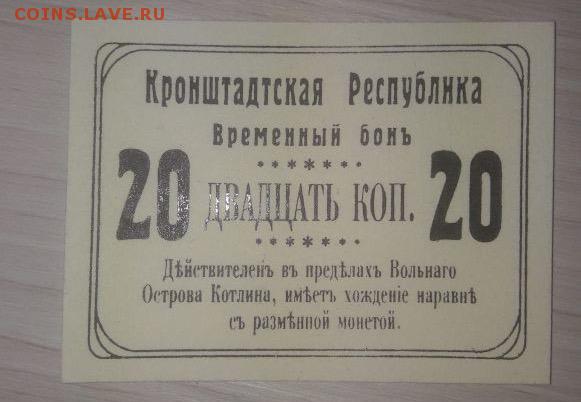 COINS.LAVE.RU
Кронштадтская Республика
Временный бонъ
20 ДВАДЦАТЬ КОП. 20
Дѣйствителенъ въ предѣлахъ Вольнаго
Острова Котлина, имѣетъ хожденіе наравнѣ
съ размѣнной монетой.